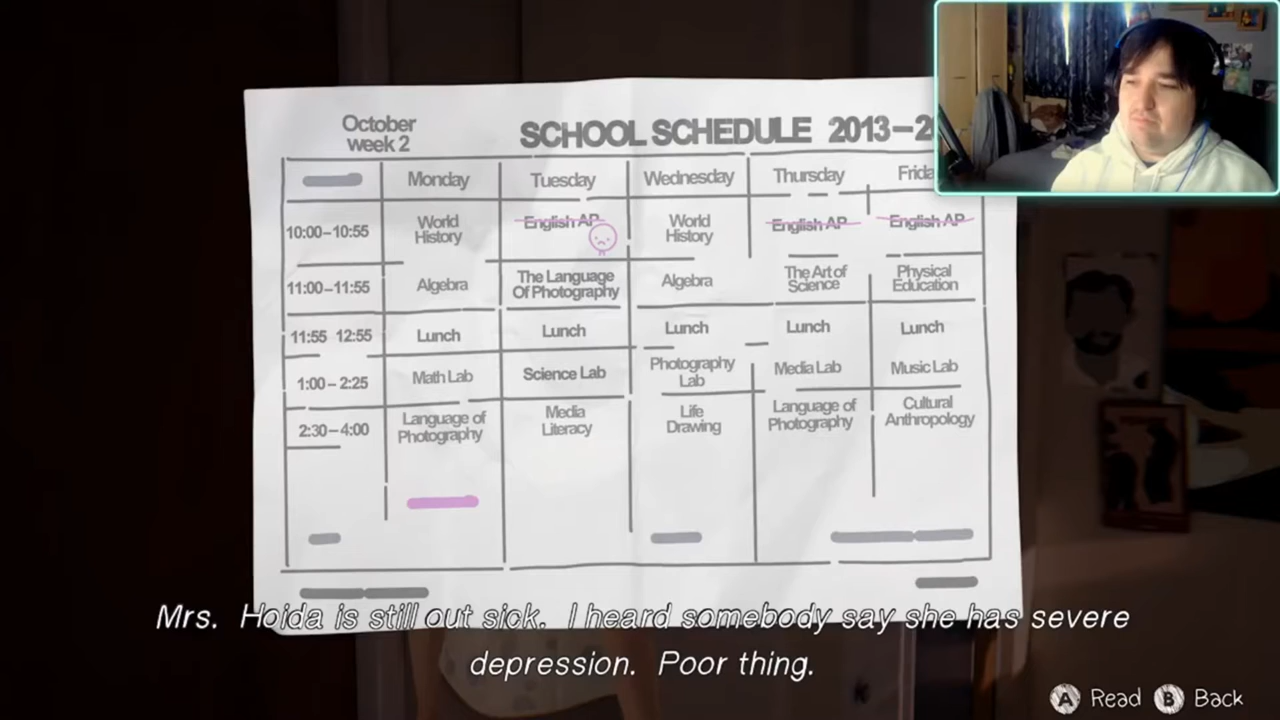 October
week 2
SCHOOL SCHEDULE 2013-2
Monday Tuesday Wednesday Thursday Frida
10:00-10:55 World History English AP World History English AP English AP
11:00-11:55 Algebra The Language Of Photography Algebra The Art of Science Physical Education
11:55 12:55 Lunch Lunch Lunch Lunch Lunch
1:00-2:25 Math Lab Science Lab Photography Lab Media Lab Music Lab
2:30-4:00 Language of Photography Media Literacy Life Drawing Language of Photography Cultural Anthropology
Mrs. Hoida is still out sick. I heard somebody say she has severe
depression. Poor thing.
A Read B Back